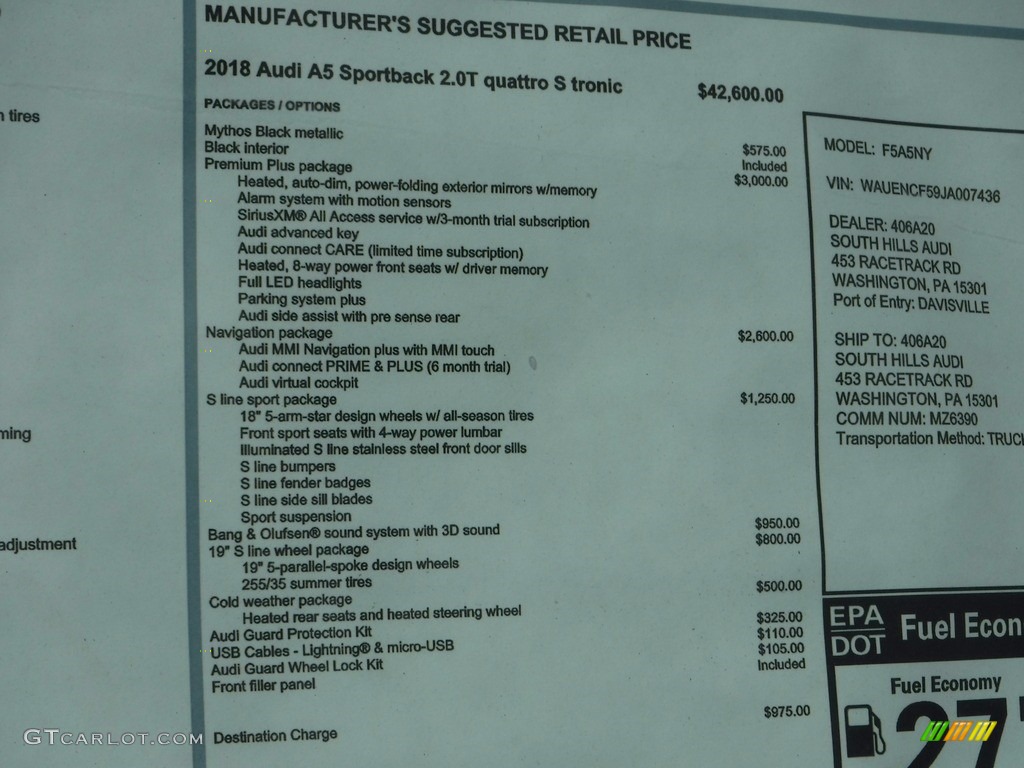 MANUFACTURER'S SUGGESTED RETAIL PRICE
2018 Audi A5 Sportback 2.0T quattro S tronic $42,600.00
PACKAGES / OPTIONS
Mythos Black metallic $575.00
Black interior Included
Premium Plus package $3,000.00
Heated, auto-dim, power-folding exterior mirrors w/memory
Alarm system with motion sensors
SiriusXM® All Access service w/3-month trial subscription
Audi advanced key
Audi connect CARE (limited time subscription)
Heated, 8-way power front seats w/ driver memory
Full LED headlights
Parking system plus
Audi side assist with pre sense rear
Navigation package $2,600.00
Audi MMI Navigation plus with MMI touch
Audi connect PRIME & PLUS (6 month trial)
Audi virtual cockpit
S line sport package $1,250.00
18" 5-arm-star design wheels w/ all-season tires
Front sport seats with 4-way power lumbar
Illuminated S line stainless steel front door sills
S line bumpers
S line fender badges
S line side sill blades
Sport suspension
Bang & Olufsen® sound system with 3D sound $950.00
19" S line wheel package $800.00
19" 5-parallel-spoke design wheels
255/35 summer tires
Cold weather package $500.00
Heated rear seats and heated steering wheel
Audi Guard Protection Kit $325.00
USB Cables - Lightning® & micro-USB $110.00
Audi Guard Wheel Lock Kit $105.00
Front filler panel Included
Destination Charge $975.00
MODEL: F5A5NY
VIN: WAUENCF59JA007436
DEALER: 406A20
SOUTH HILLS AUDI
453 RACETRACK RD
WASHINGTON, PA 15301
Port of Entry: DAVISVILLE
SHIP TO: 406A20
SOUTH HILLS AUDI
453 RACETRACK RD
WASHINGTON, PA 15301
COMM NUM: MZ6390
Transportation Method: TRUC
EPA
DOT
Fuel Econ
Fuel Economy
27
tires
ming
adjustment
GTCARLOT.COM